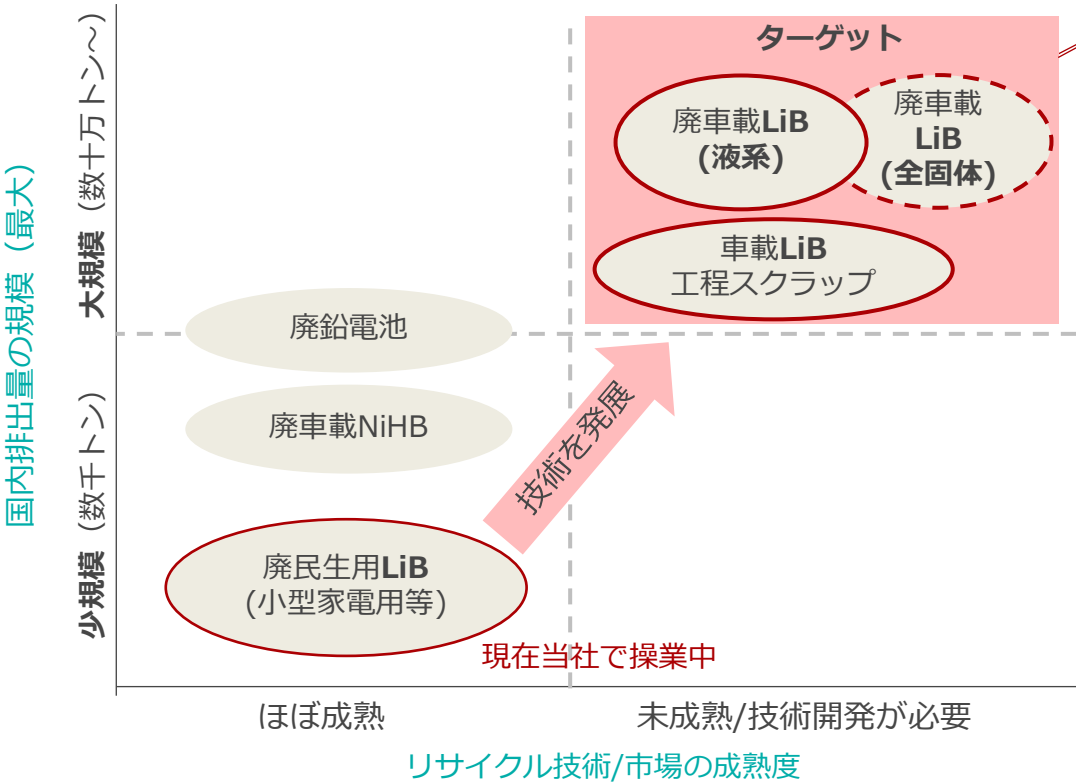 国内排出量の規模（最大）
大規模（数十万トン～）
少規模（数千トン）
ターゲット
廃車載LiB
(液系)
廃車載
LiB
(全固体)
車載LiB
工程スクラップ
廃鉛電池
廃車載NiHB
技術を発展
廃民生用LiB
(小型家電用等)
現在当社で操業中
ほぼ成熟
未成熟/技術開発が必要
リサイクル技術/市場の成熟度